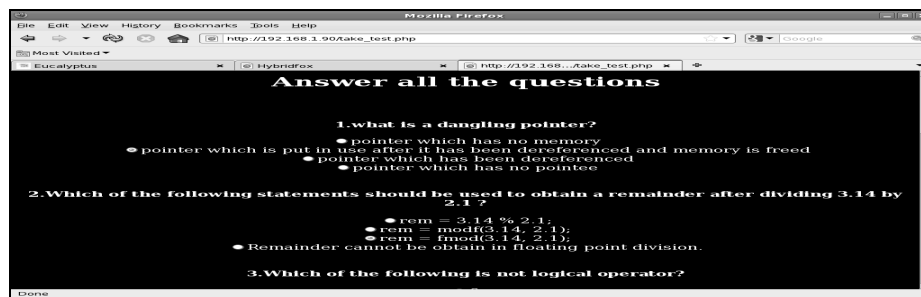 Mozilla Firefox
File Edit View History Bookmarks Tools Help
http://192.168.1.90/take_test.php
Google
Most Visited
Eucalyptus
Hybridfox
http://192.168.../take_test.php
Answer all the questions
1.what is a dangling pointer?
pointer which has no memory
pointer which is put in use after it has been dereferenced and memory is freed
pointer which has been dereferenced
pointer which has no pointee
2.Which of the following statements should be used to obtain a remainder after dividing 3.14 by
2.1 ?
rem = 3.14 % 2.1;
rem = modf(3.14, 2.1);
rem = fmod(3.14, 2.1);
Remainder cannot be obtain in floating point division.
3.Which of the following is not logical operator?
Done